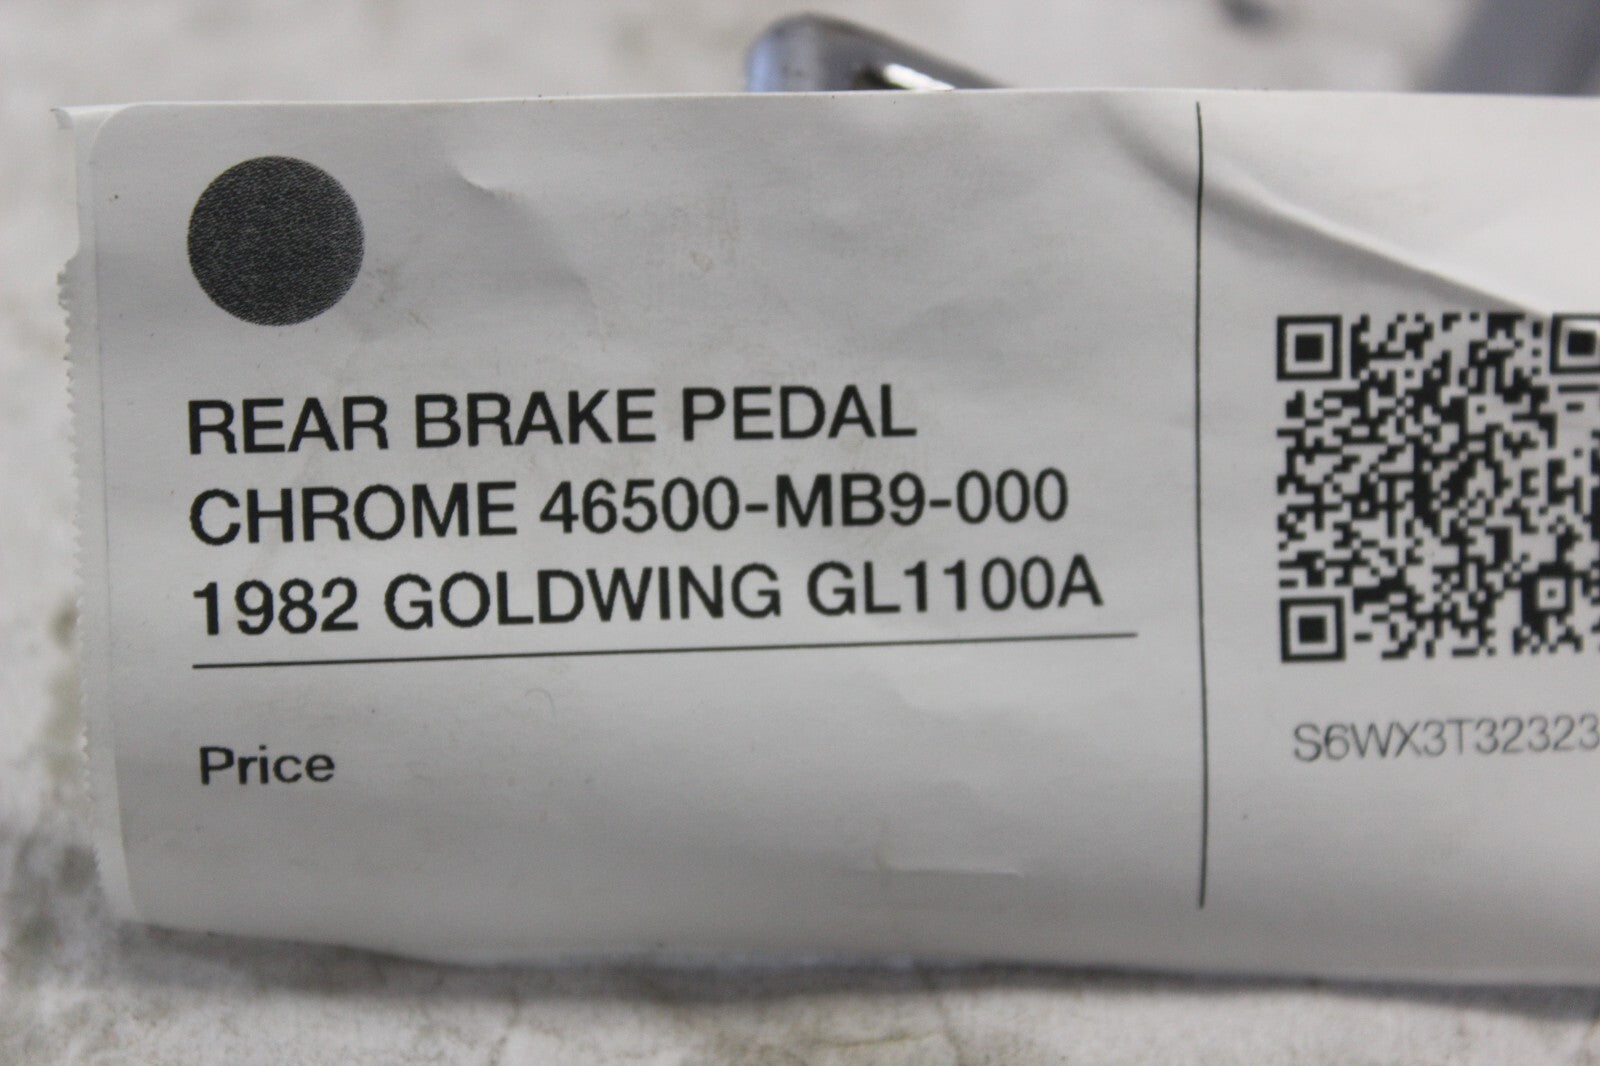 REAR BRAKE PEDAL
CHROME 46500-MB9-000
1982 GOLDWING GL1100A
Price
S6WX3T32323